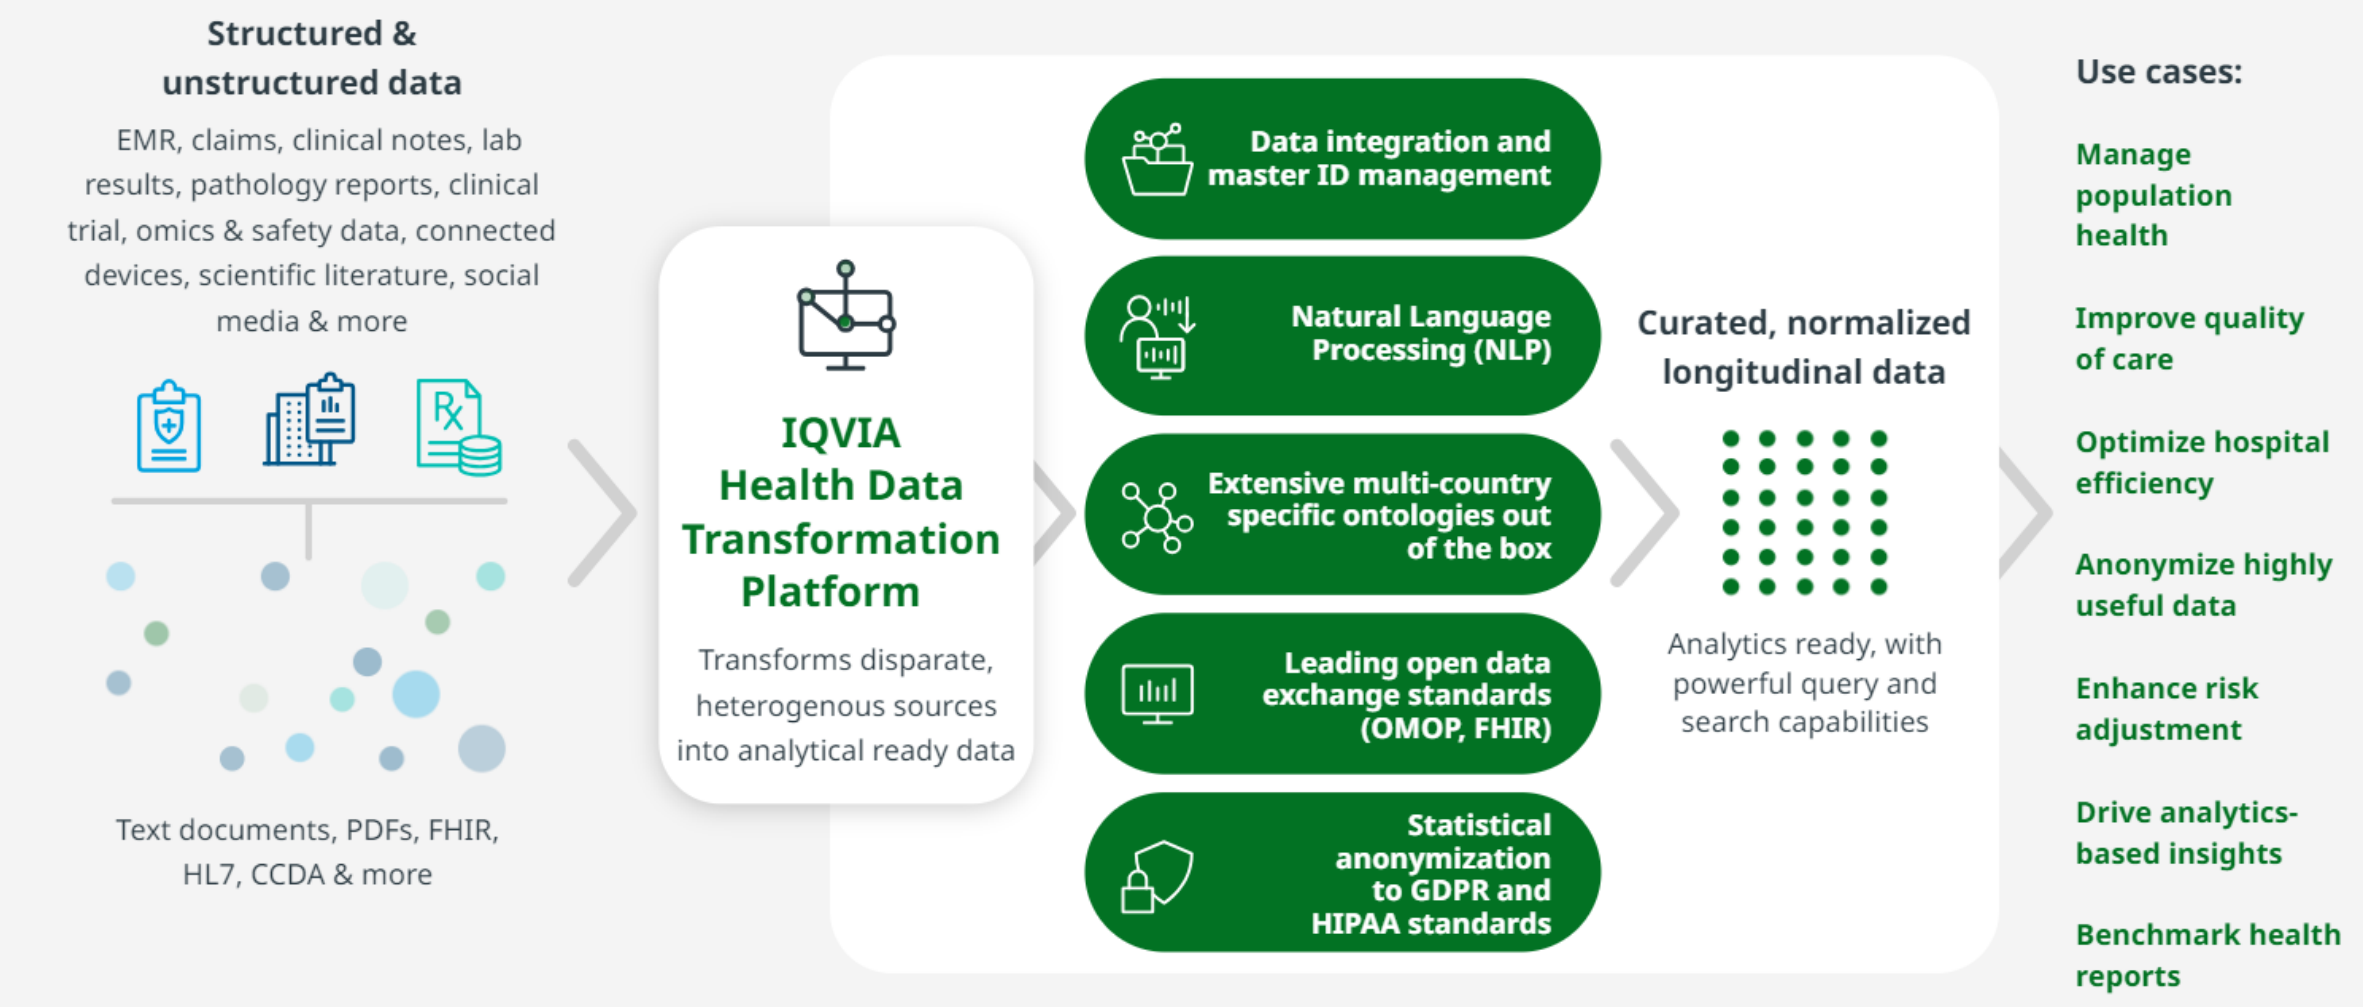 Structured &
unstructured data
EMR, claims, clinical notes, lab
results, pathology reports, clinical
trial, omics & safety data, connected
devices, scientific literature, social
media & more
Rx
Text documents, PDFs, FHIR,
HL7, CCDA & more
IQVIA
Health Data
Transformation
Platform
Transforms disparate,
heterogenous sources
into analytical ready data
Data integration and
master ID management
Natural Language
Processing (NLP)
Extensive multi-country
specific ontologies out
of the box
Leading open data
exchange standards
(OMOP, FHIR)
Statistical
anonymization
to GDPR and
HIPAA standards
Curated, normalized
longitudinal data
Analytics ready, with
powerful query and
search capabilities
Use cases:
Manage
population
health
Improve quality
of care
Optimize hospital
efficiency
Anonymize highly
useful data
Enhance risk
adjustment
Drive analytics-
based insights
Benchmark health
reports